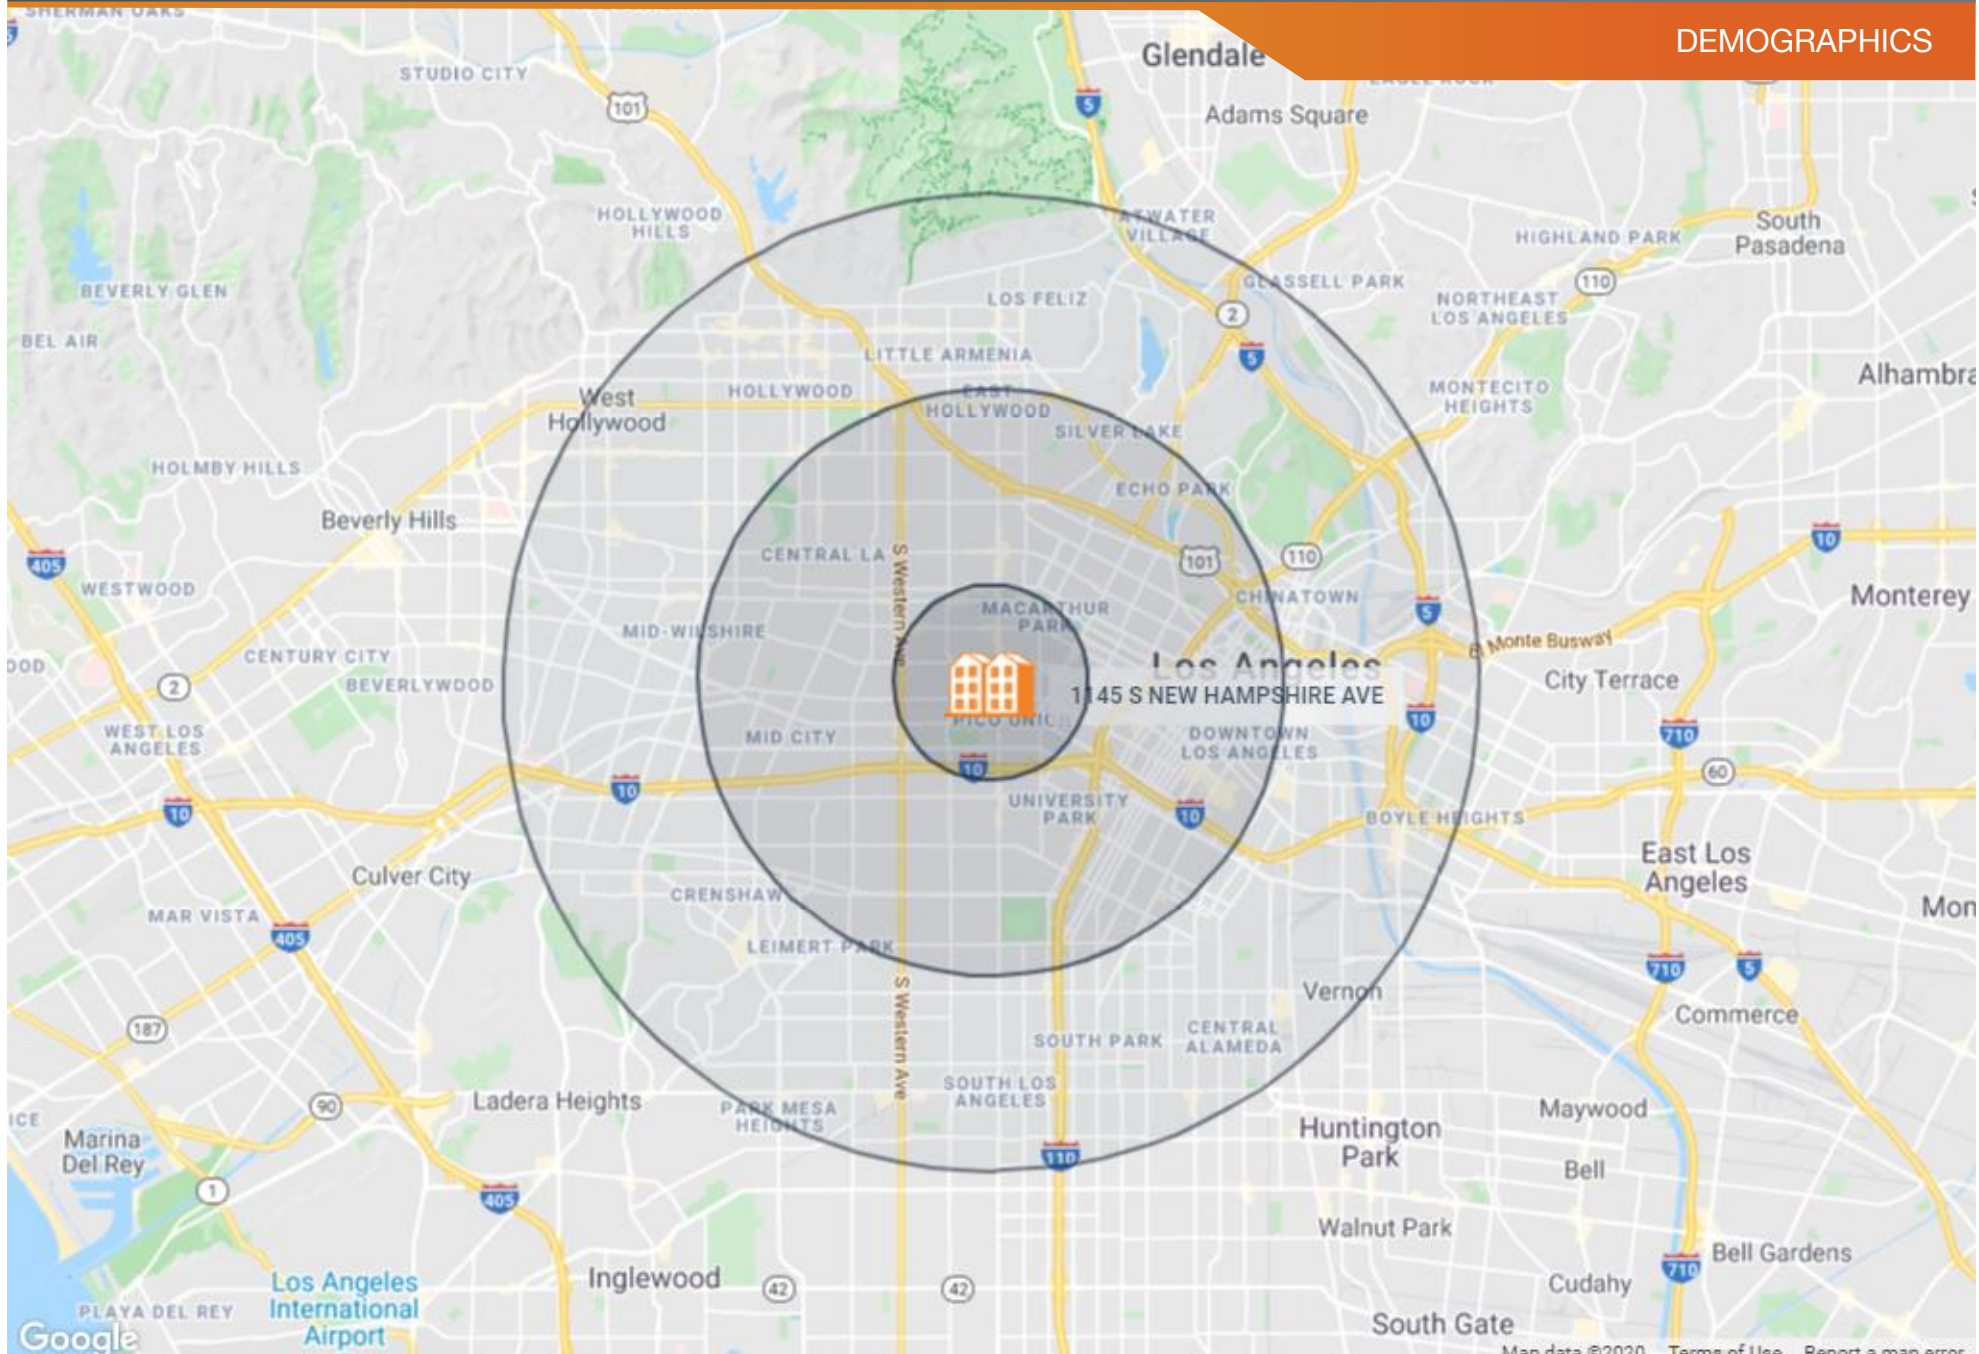 SHERMAN OAKS
DEMOGRAPHICS
Glendale
STUDIO CITY
EAGLE ROCK
101
5
Adams Square
HOLLYWOOD
HILLS
ATWATER
VILLAGE
HIGHLAND PARK
South
Pasadena
BEVERLY GLEN
LOS FELIZ
GLASSELL PARK
110
NORTHEAST
LOS ANGELES
2
BEL AIR
LITTLE ARMENIA
5
Alhambra
West
Hollywood
HOLLYWOOD
EAST
HOLLYWOOD
MONTECITO
HEIGHTS
SILVER LAKE
HOLMBY HILLS
ECHO PARK
Beverly Hills
10
405
CENTRAL LA
S Western Ave
101
110
WESTWOOD
CHINATOWN
5
Monterey
MACARTHUR
PARK
MID-WILSHIRE
El Monte Busway
CENTURY CITY
OOD
Los Angeles
BEVERLYWOOD
2
1145 S NEW HAMPSHIRE AVE
City Terrace
PICO UNION
10
WEST LOS
ANGELES
MID CITY
DOWNTOWN
LOS ANGELES
710
10
60
10
10
UNIVERSITY
PARK
10
BOYLE HEIGHTS
East Los
Angeles
Culver City
CRENSHAW
MAR VISTA
Mon
405
LEIMERT PARK
710
5
S Western Ave
Vernon
Commerce
187
SOUTH PARK
CENTRAL
ALAMEDA
SOUTH LOS
ANGELES
90
Ladera Heights
PARK MESA
HEIGHTS
Maywood
ICE
Marina
Del Rey
Huntington
Park
110
Bell
1
405
Walnut Park
Bell Gardens
710
Inglewood
42
42
Cudahy
Los Angeles
International
Airport
PLAYA DEL REY
South Gate
Google
Map data ©2020
Terms of Use
Report a map error